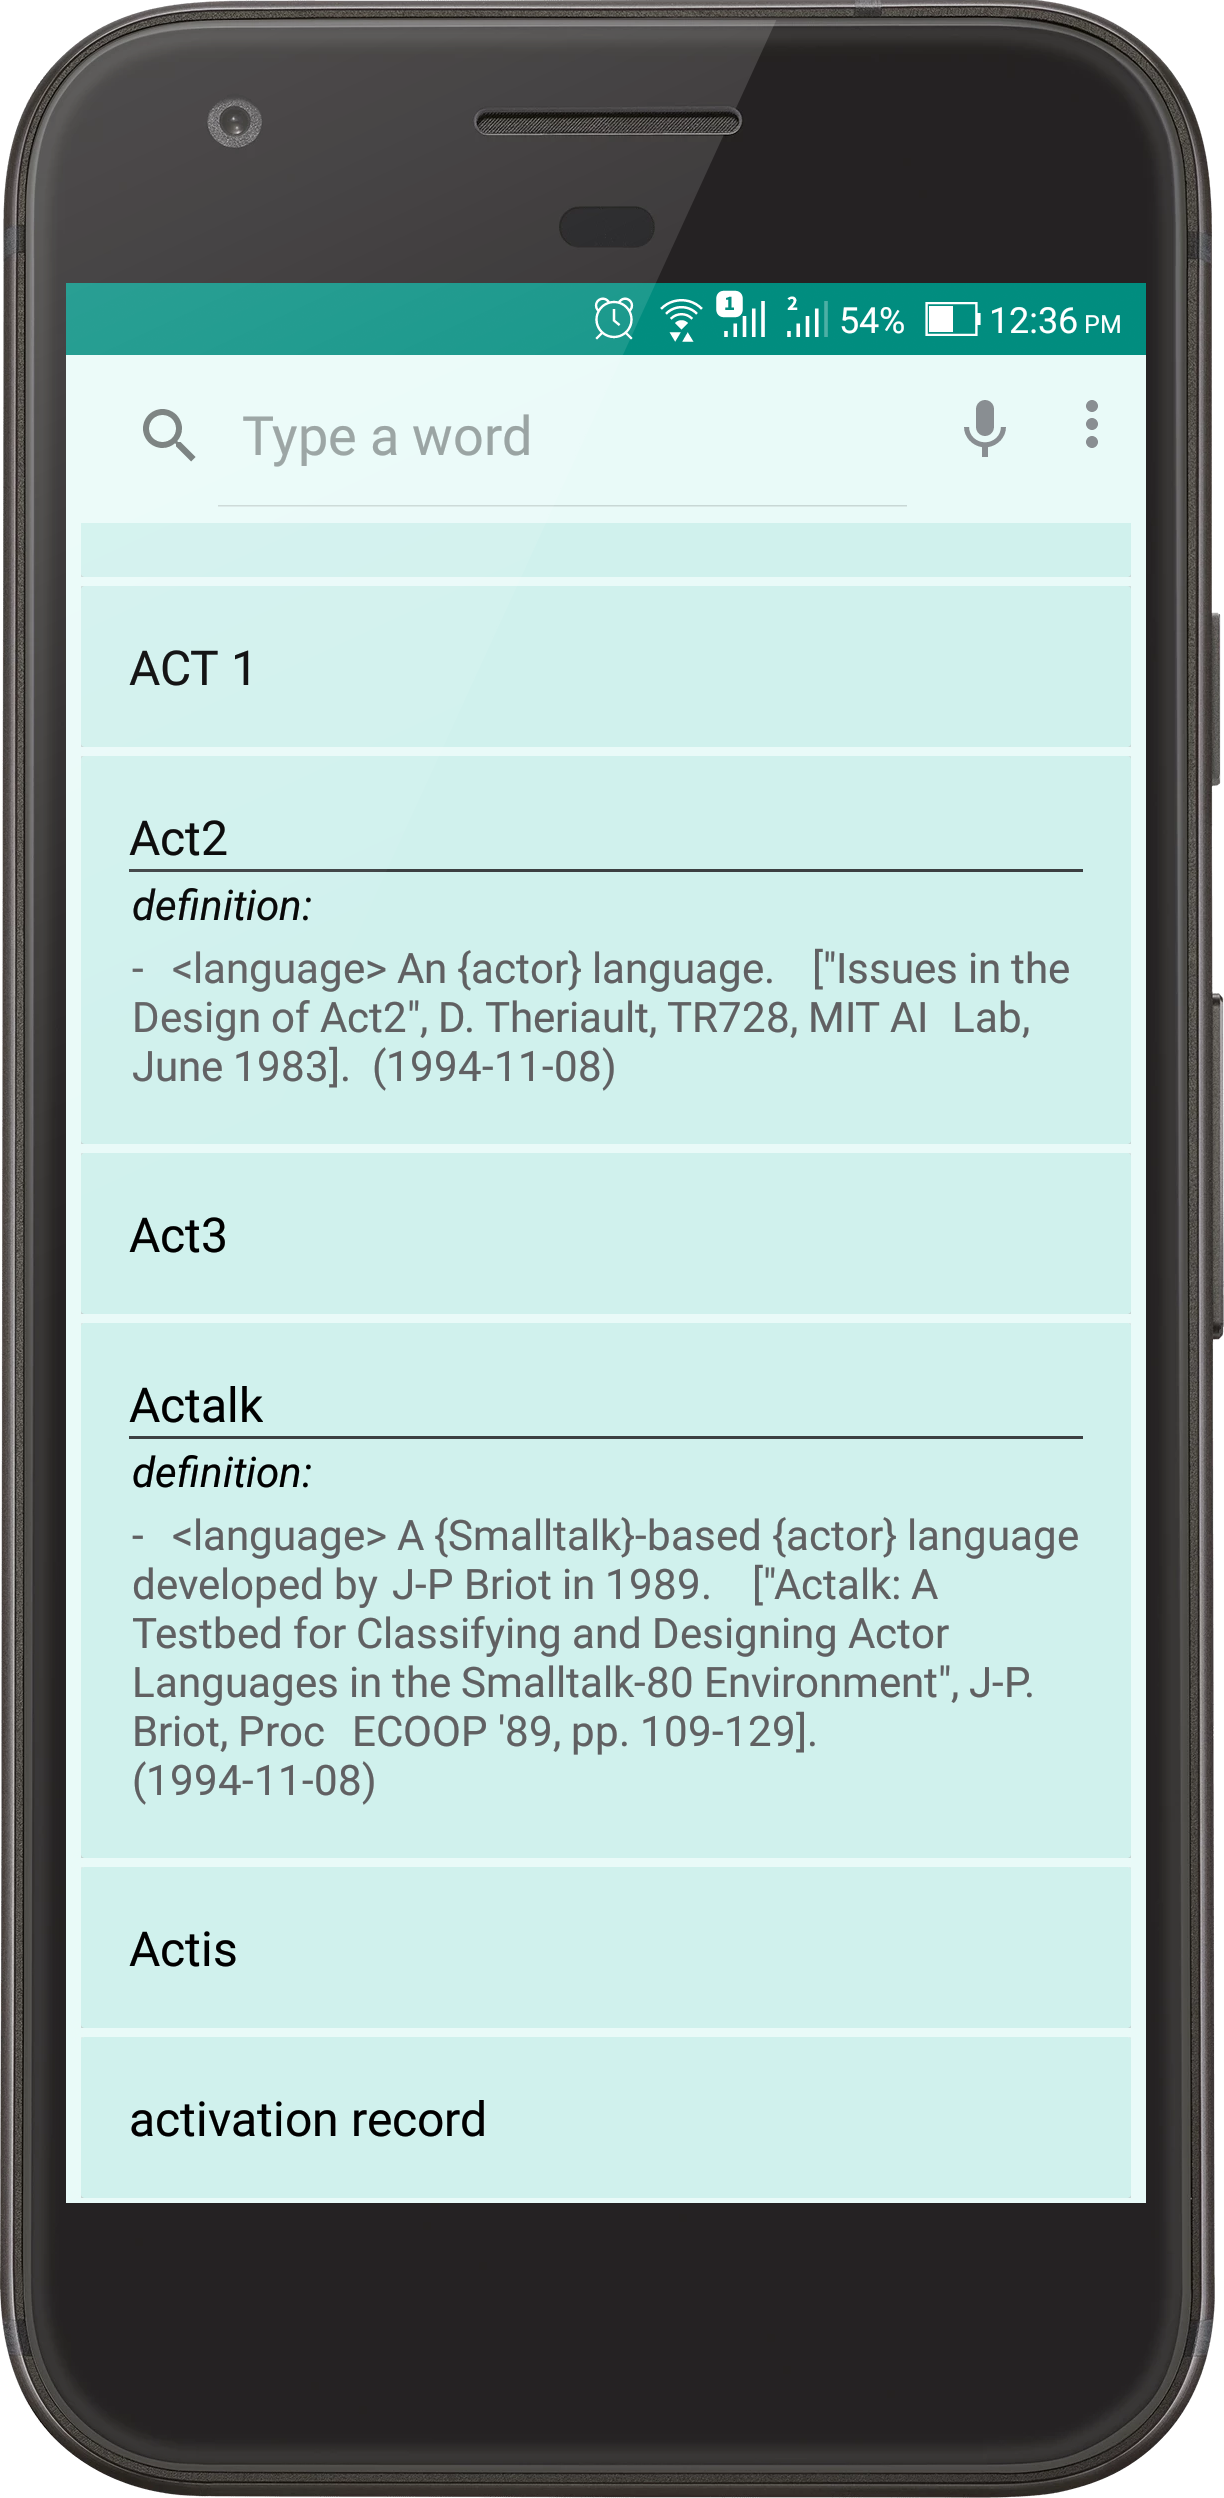 1 2 54% 12:36 PM
Type a word
ACT 1
Act2
definition:
-   <language> An {actor} language.   ["Issues in the
Design of Act2", D. Theriault, TR728, MIT AI  Lab,
June 1983].  (1994-11-08)
Act3
Actalk
definition:
-   <language> A {Smalltalk}-based {actor} language
developed by J-P Briot in 1989.   ["Actalk: A
Testbed for Classifying and Designing Actor
Languages in the Smalltalk-80 Environment", J-P.
Briot, Proc   ECOOP '89, pp. 109-129].
(1994-11-08)
Actis
activation record